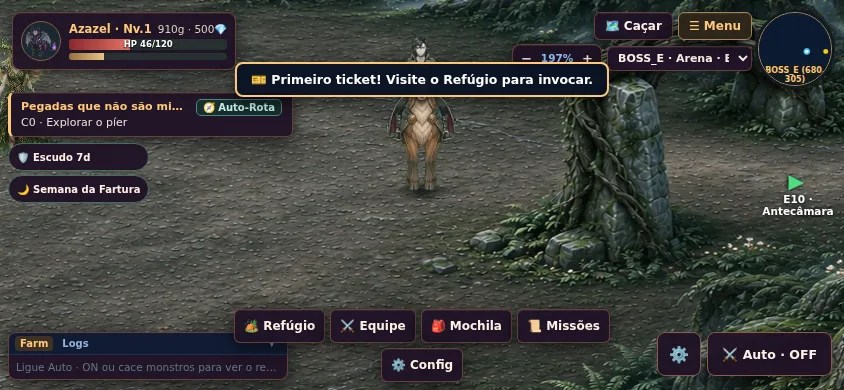 Azazel · Nv.1 910g · 500💎
HP 46/120
🗺️ Caçar
☰ Menu
− 197% +
BOSS_E · Arena · E
BOSS_E (680
305)
🎫 Primeiro ticket! Visite o Refúgio para invocar.
Pegadas que não são mi...
🧭 Auto-Rota
C0 · Explorar o píer
🛡️ Escudo 7d
🌙 Semana da Fartura
E10 ·
Antecâmara
🏕️ Refúgio
⚔️ Equipe
🎒 Mochila
📜 Missões
Farm Logs
Ligue Auto · ON ou cace monstros para ver o re...
⚙️ Config
⚔️ Auto · OFF